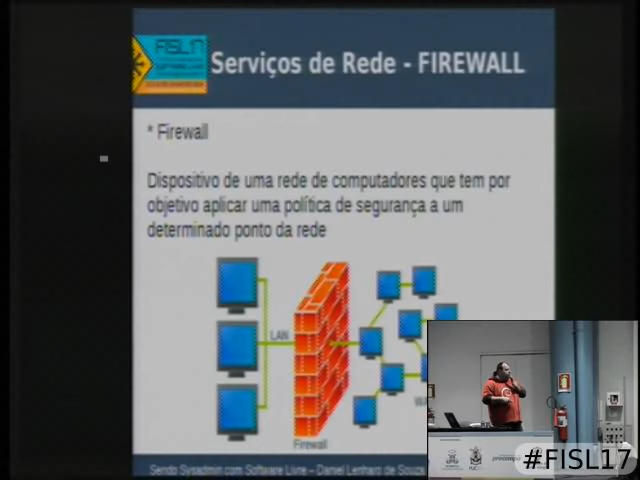 FISL17
Serviços de Rede - FIREWALL
* Firewall
Dispositivo de uma rede de computadores que tem por
objetivo aplicar uma política de segurança a um
determinado ponto da rede
LAN
Firewall
Sendo Sysadmin com Software Livre – Daniel Lenharo de Souza
#FISL17